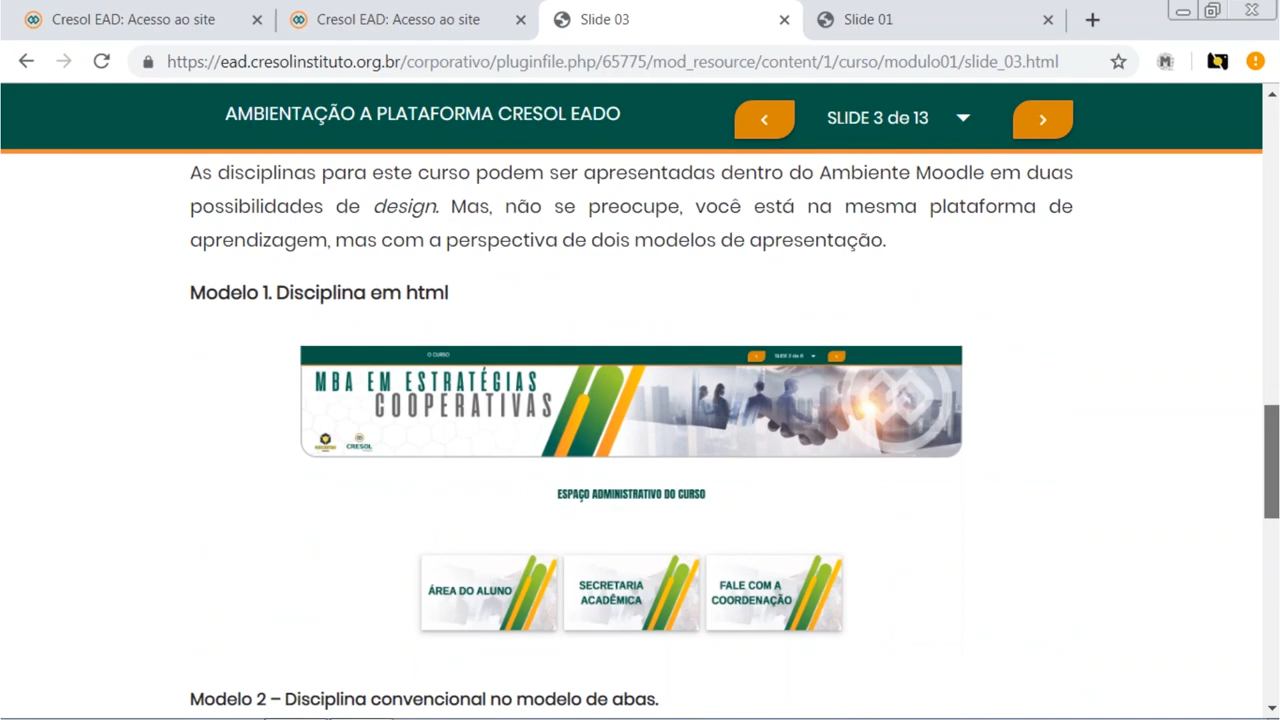 Cresol EAD: Acesso ao site
Cresol EAD: Acesso ao site
Slide 03
Slide 01
https://ead.cresolinstituto.org.br/corporativo/pluginfile.php/65775/mod_resource/content/1/curso/modulo01/slide_03.html
AMBIENTAÇÃO A PLATAFORMA CRESOL EADO
SLIDE 3 de 13
As disciplinas para este curso podem ser apresentadas dentro do Ambiente Moodle em duas
possibilidades de design. Mas, não se preocupe, você está na mesma plataforma de
aprendizagem, mas com a perspectiva de dois modelos de apresentação.
Modelo 1. Disciplina em html
O CURSO
MBA EM ESTRATÉGIAS
COOPERATIVAS
CRESOL
ESPAÇO ADMINISTRATIVO DO CURSO
ÁREA DO ALUNO
SECRETARIA
ACADÊMICA
FALE COM A
COORDENAÇÃO
Modelo 2 – Disciplina convencional no modelo de abas.